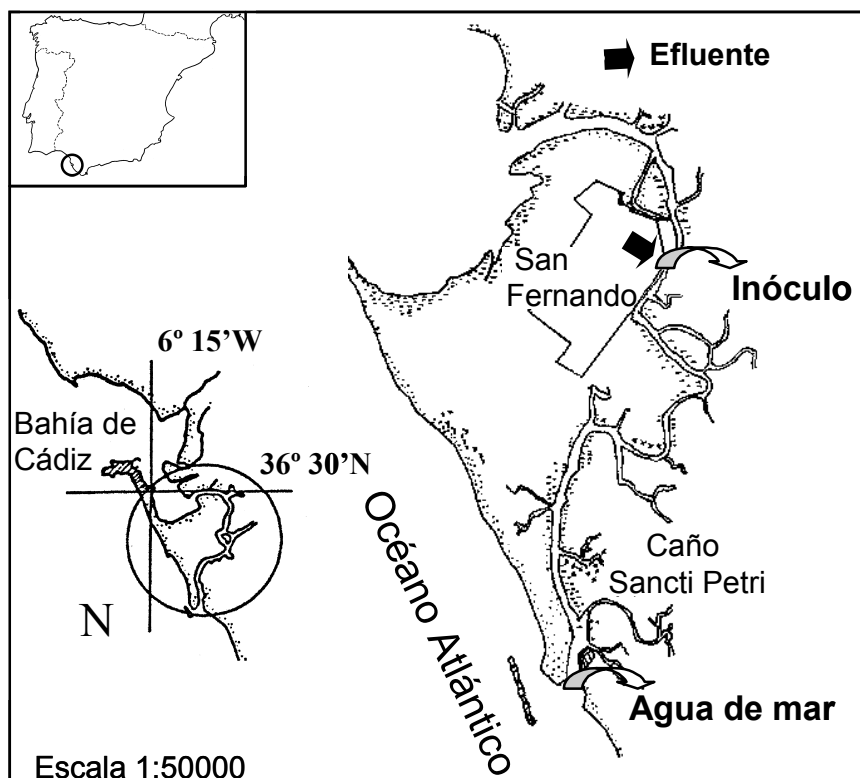 Efluente
San
Fernando
Inóculo
6º 15’W
Bahía de
Cádiz
36º 30’N
Océano Atlántico
Caño
Sancti Petri
N
Agua de mar
Escala 1:50000